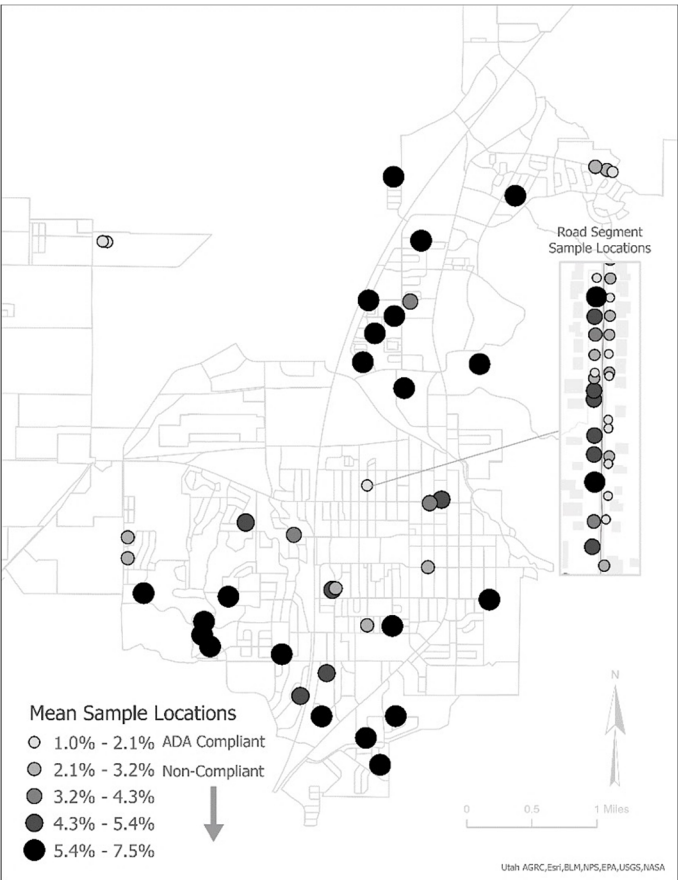 Road Segment
Sample Locations
Mean Sample Locations
1.0% - 2.1% ADA Compliant
2.1% - 3.2% Non-Compliant
3.2% - 4.3%
4.3% - 5.4%
5.4% - 7.5%
N
0 0.5 1 Miles
Utah AGRC,Esri,BLM,NPS,EPA,USGS,NASA